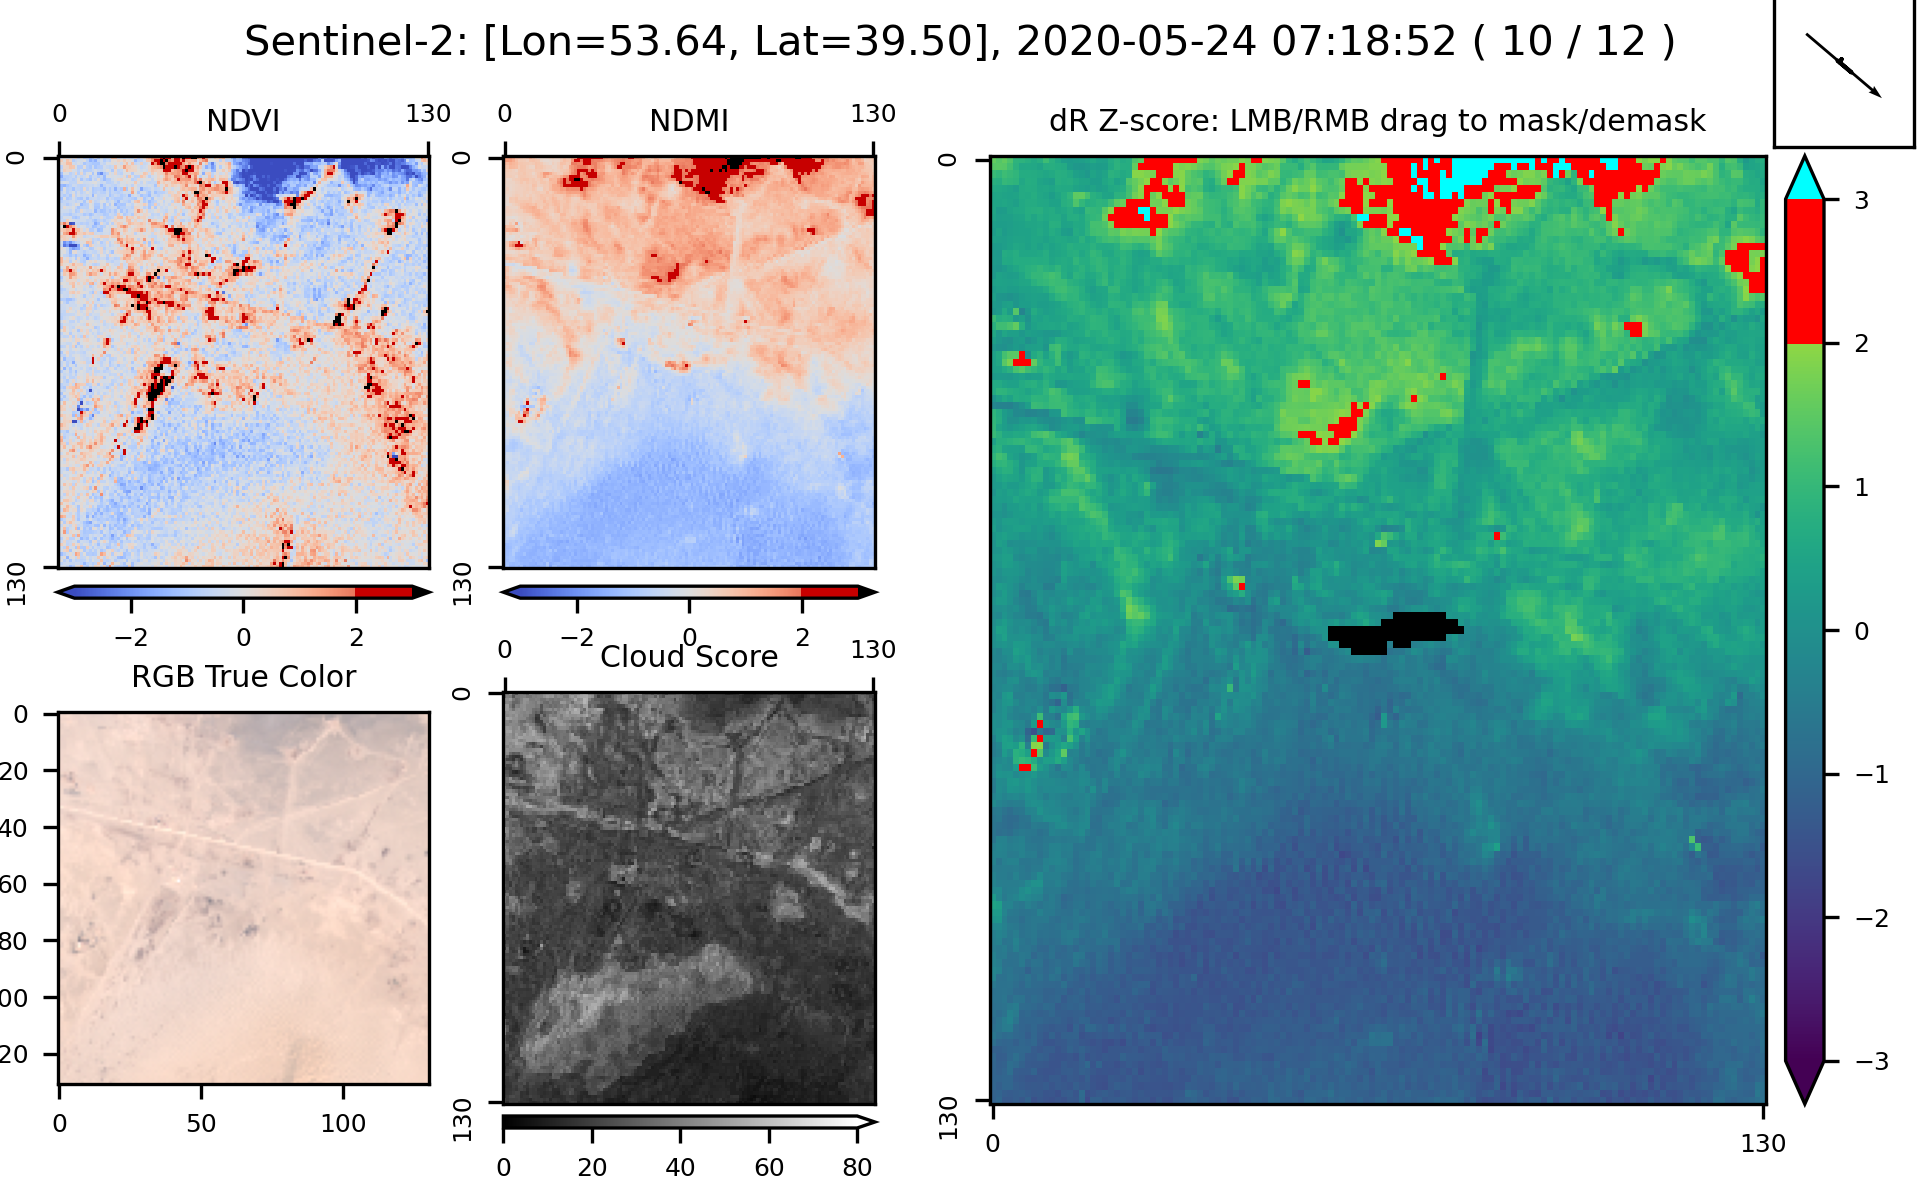 Sentinel-2: [Lon=53.64, Lat=39.50], 2020-05-24 07:18:52 ( 10 / 12 )
0 130
NDVI
0
130
−2 0 2
0 130
NDMI
0
130
−2 0 2
dR Z-score: LMB/RMB drag to mask/demask
0
130
0 130
3
2
1
0
−1
−2
−3
RGB True Color
0
20
40
60
80
00
20
0 50 100
0 130
Cloud Score
0
130
0 20 40 60 80